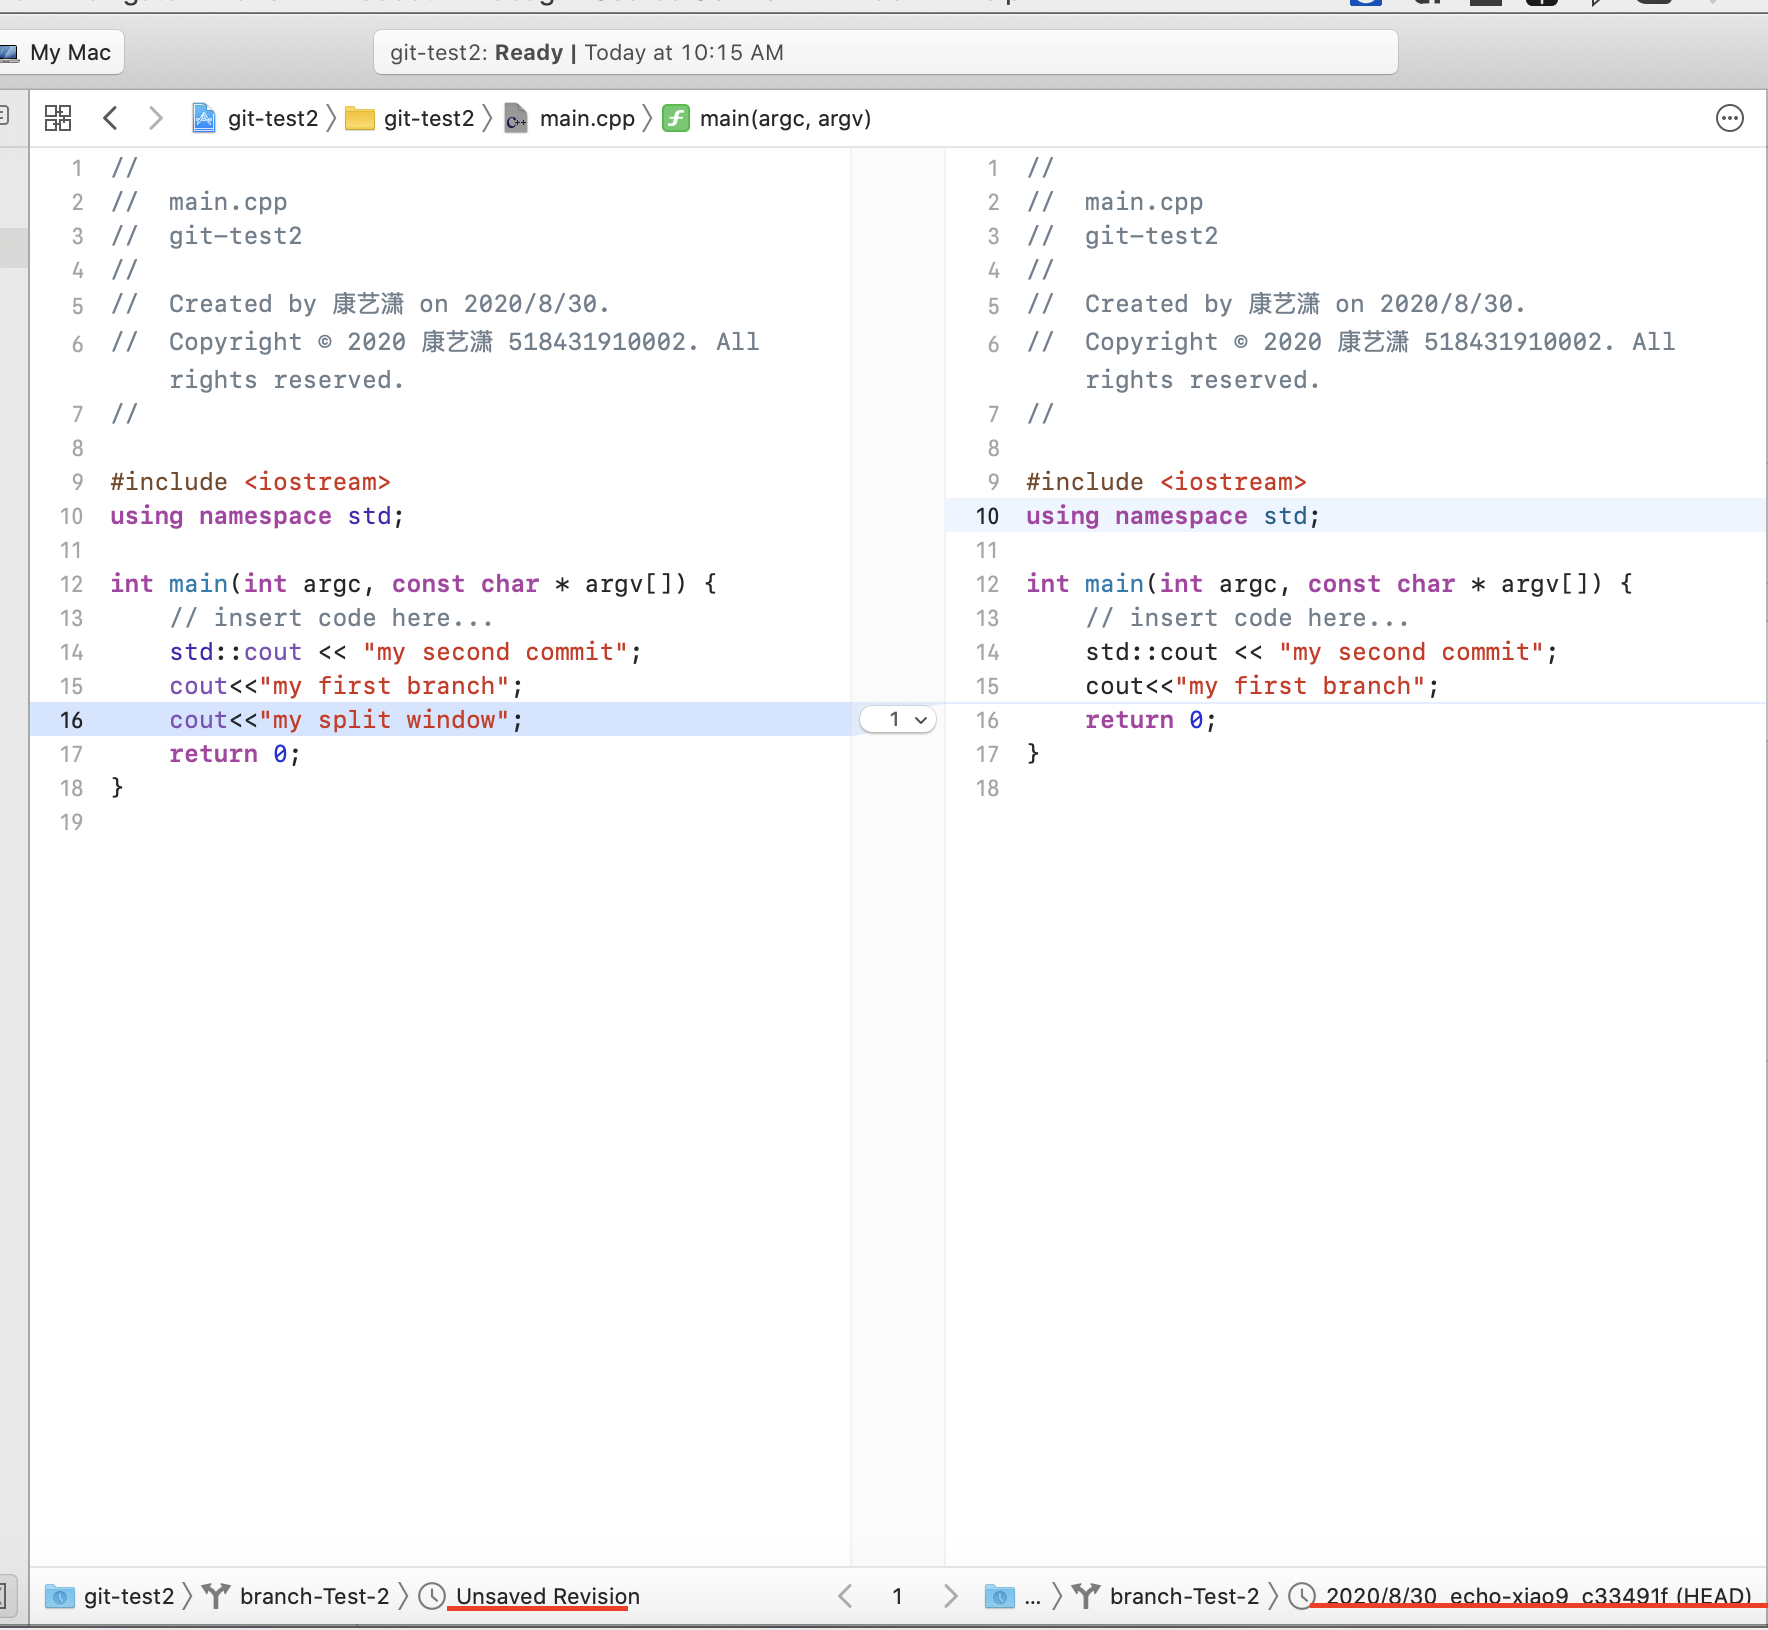 My Mac
git-test2: Ready | Today at 10:15 AM
git-test2 git-test2 main.cpp main(argc, argv)
1 //
2 //  main.cpp
3 //  git-test2
4 //
5 //  Created by 康艺潇 on 2020/8/30.
6 //  Copyright © 2020 康艺潇 518431910002. All
rights reserved.
7 //
8
9 #include <iostream>
10 using namespace std;
11
12 int main(int argc, const char * argv[]) {
13     // insert code here...
14     std::cout << "my second commit";
15     cout<<"my first branch";
16     cout<<"my split window";
17     return 0;
18 }
19
1
1 //
2 //  main.cpp
3 //  git-test2
4 //
5 //  Created by 康艺潇 on 2020/8/30.
6 //  Copyright © 2020 康艺潇 518431910002. All
rights reserved.
7 //
8
9 #include <iostream>
10 using namespace std;
11
12 int main(int argc, const char * argv[]) {
13     // insert code here...
14     std::cout << "my second commit";
15     cout<<"my first branch";
16     return 0;
17 }
18
git-test2 branch-Test-2 Unsaved Revision
1
... branch-Test-2 2020/8/30 echo-xiao9 c33491f (HEAD)